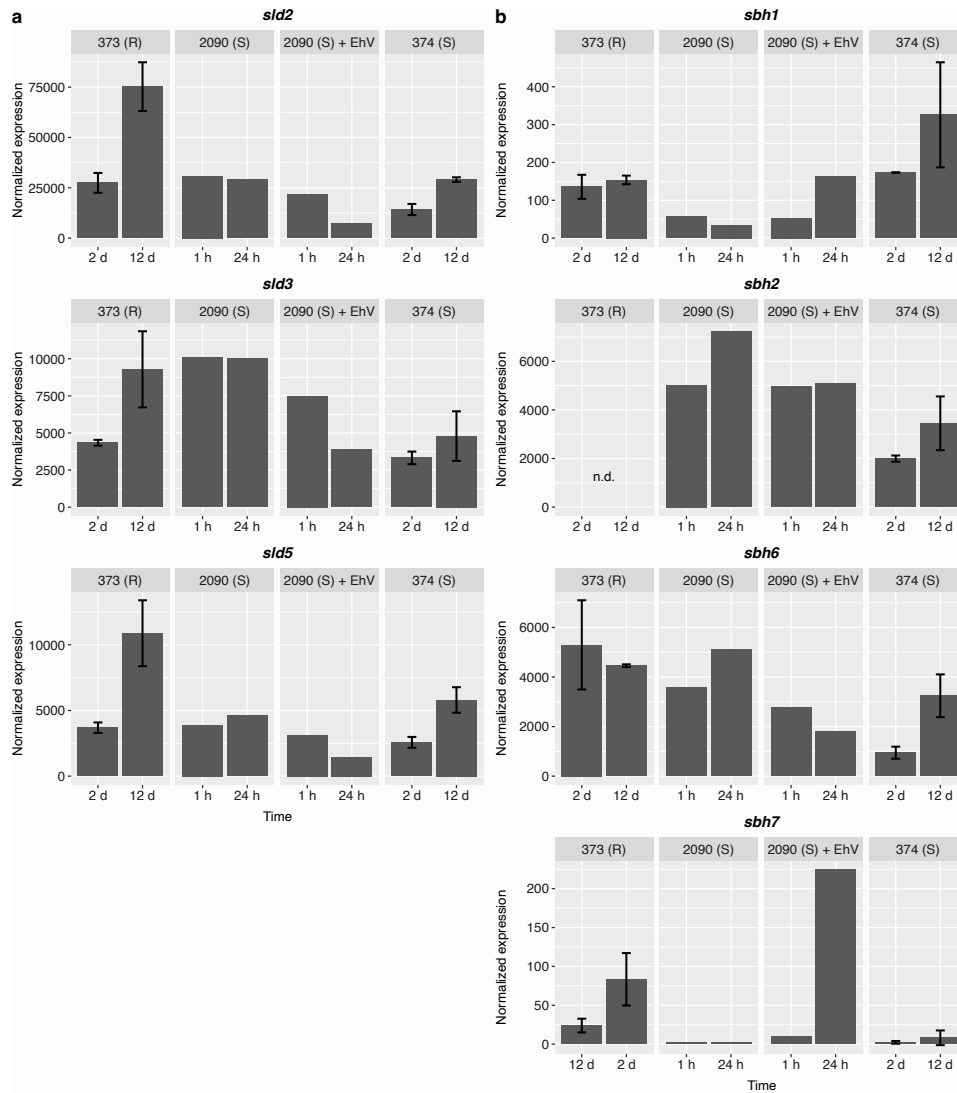 a
sld2
373 (R) 2090 (S) 2090 (S) + EhV 374 (S)
Normalized expression
75000
50000
25000
0
2 d 12 d 1 h 24 h 1 h 24 h 2 d 12 d
sld3
373 (R) 2090 (S) 2090 (S) + EhV 374 (S)
Normalized expression
10000
7500
5000
2500
0
2 d 12 d 1 h 24 h 1 h 24 h 2 d 12 d
sld5
373 (R) 2090 (S) 2090 (S) + EhV 374 (S)
Normalized expression
10000
5000
0
2 d 12 d 1 h 24 h 1 h 24 h 2 d 12 d
Time
b
sbh1
373 (R) 2090 (S) 2090 (S) + EhV 374 (S)
Normalized expression
400
300
200
100
0
2 d 12 d 1 h 24 h 1 h 24 h 2 d 12 d
sbh2
373 (R) 2090 (S) 2090 (S) + EhV 374 (S)
Normalized expression
6000
4000
2000
n.d.
0
2 d 12 d 1 h 24 h 1 h 24 h 2 d 12 d
sbh6
373 (R) 2090 (S) 2090 (S) + EhV 374 (S)
Normalized expression
6000
4000
2000
0
2 d 12 d 1 h 24 h 1 h 24 h 2 d 12 d
sbh7
373 (R) 2090 (S) 2090 (S) + EhV 374 (S)
Normalized expression
200
150
100
50
0
12 d 2 d 1 h 24 h 1 h 24 h 2 d 12 d
Time